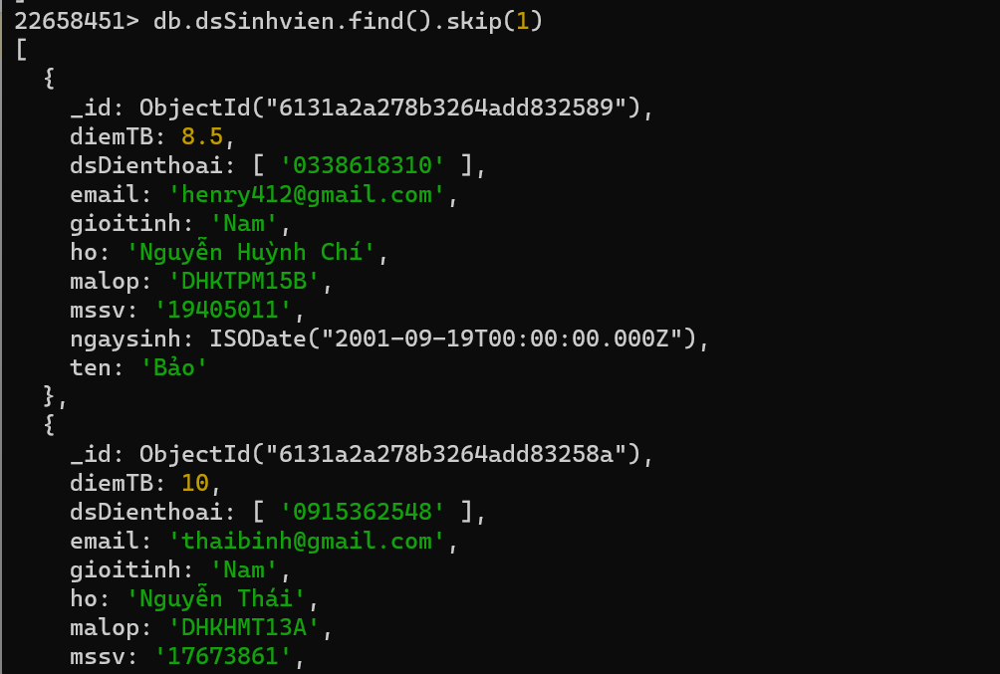 22658451> db.dsSinhvien.find().skip(1)
[
  {
    _id: ObjectId("6131a2a278b3264add832589"),
    diemTB: 8.5,
    dsDienthoai: [ '0338618310' ],
    email: 'henry412@gmail.com',
    gioitinh: 'Nam',
    ho: 'Nguyễn Huỳnh Chí',
    malop: 'DHKTPM15B',
    mssv: '19405011',
    ngaysinh: ISODate("2001-09-19T00:00:00.000Z"),
    ten: 'Bảo'
  },
  {
    _id: ObjectId("6131a2a278b3264add83258a"),
    diemTB: 10,
    dsDienthoai: [ '0915362548' ],
    email: 'thaibinh@gmail.com',
    gioitinh: 'Nam',
    ho: 'Nguyễn Thái',
    malop: 'DHKHMT13A',
    mssv: '17673861',